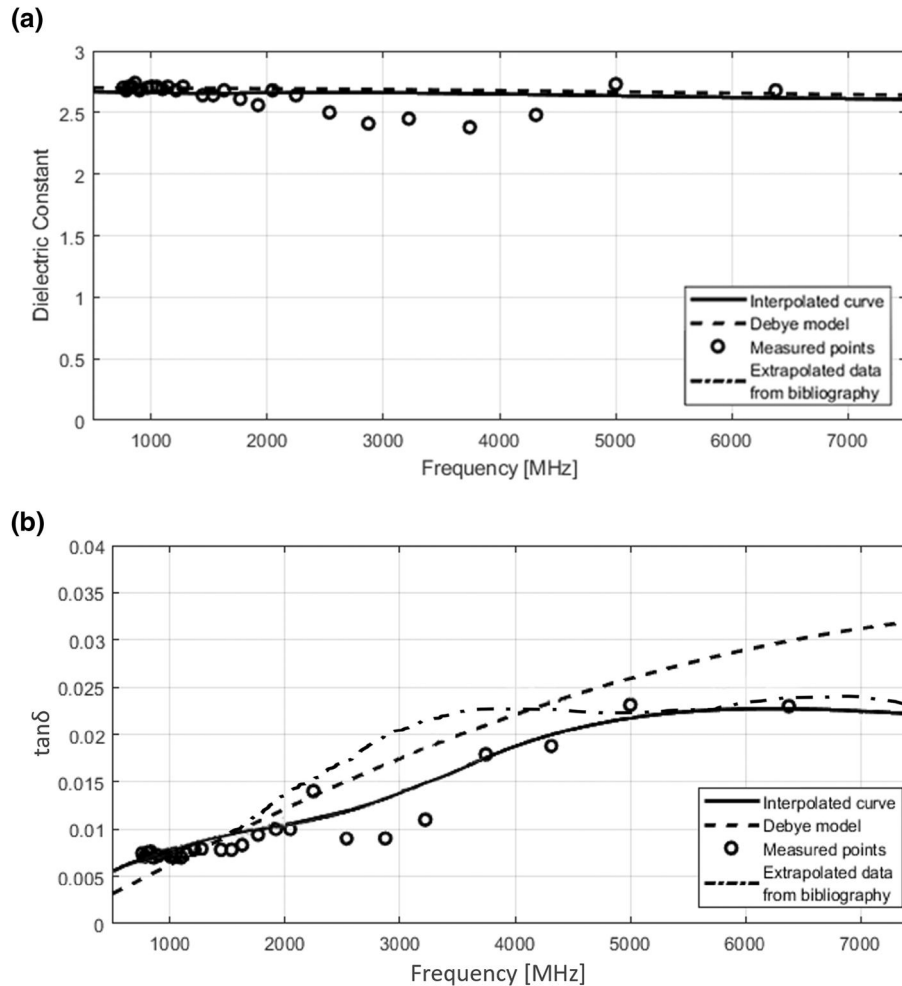 (a)
3
2.5
2
1.5
1
0.5
0
Dielectric Constant
1000 2000 3000 4000 5000 6000 7000
Frequency [MHz]
Interpolated curve
Debye model
Measured points
Extrapolated data
from bibliography
(b)
0.04
0.035
0.03
0.025
0.02
0.015
0.01
0.005
0
tanδ
1000 2000 3000 4000 5000 6000 7000
Frequency [MHz]
Interpolated curve
Debye model
Measured points
Extrapolated data
from bibliography